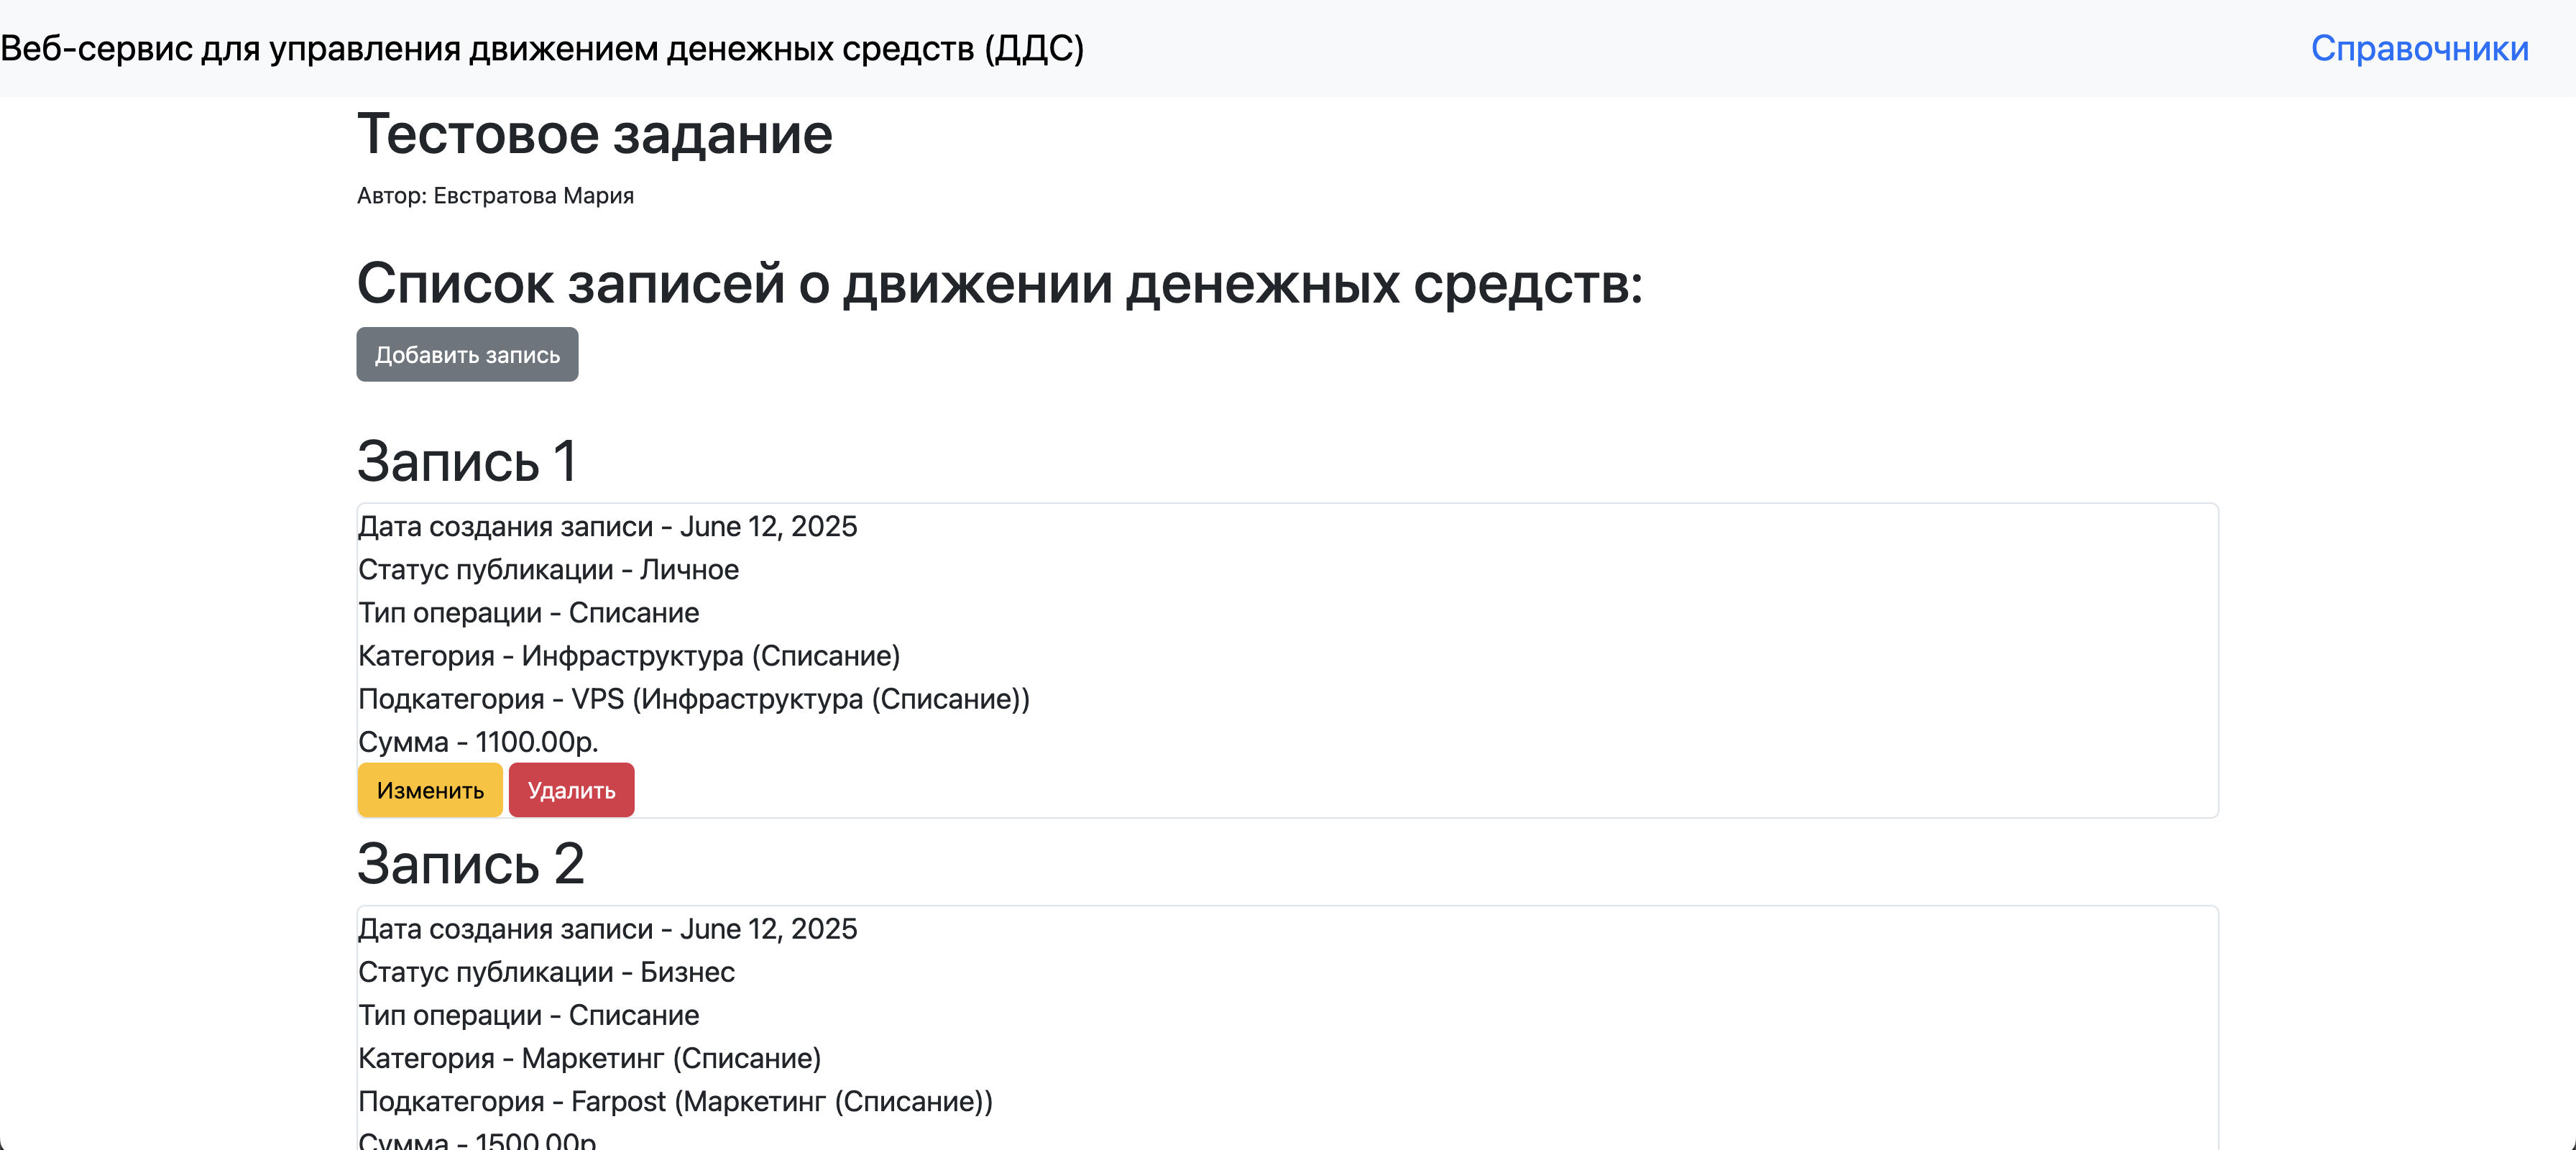 Веб-сервис для управления движением денежных средств (ДДС)
Справочники
Тестовое задание
Автор: Евстратова Мария
Список записей о движении денежных средств:
Добавить запись
Запись 1
Дата создания записи - June 12, 2025
Статус публикации - Личное
Тип операции - Списание
Категория - Инфраструктура (Списание)
Подкатегория - VPS (Инфраструктура (Списание))
Сумма - 1100.00р.
Изменить Удалить
Запись 2
Дата создания записи - June 12, 2025
Статус публикации - Бизнес
Тип операции - Списание
Категория - Маркетинг (Списание)
Подкатегория - Farpost (Маркетинг (Списание))
Сумма - 1500.00р.